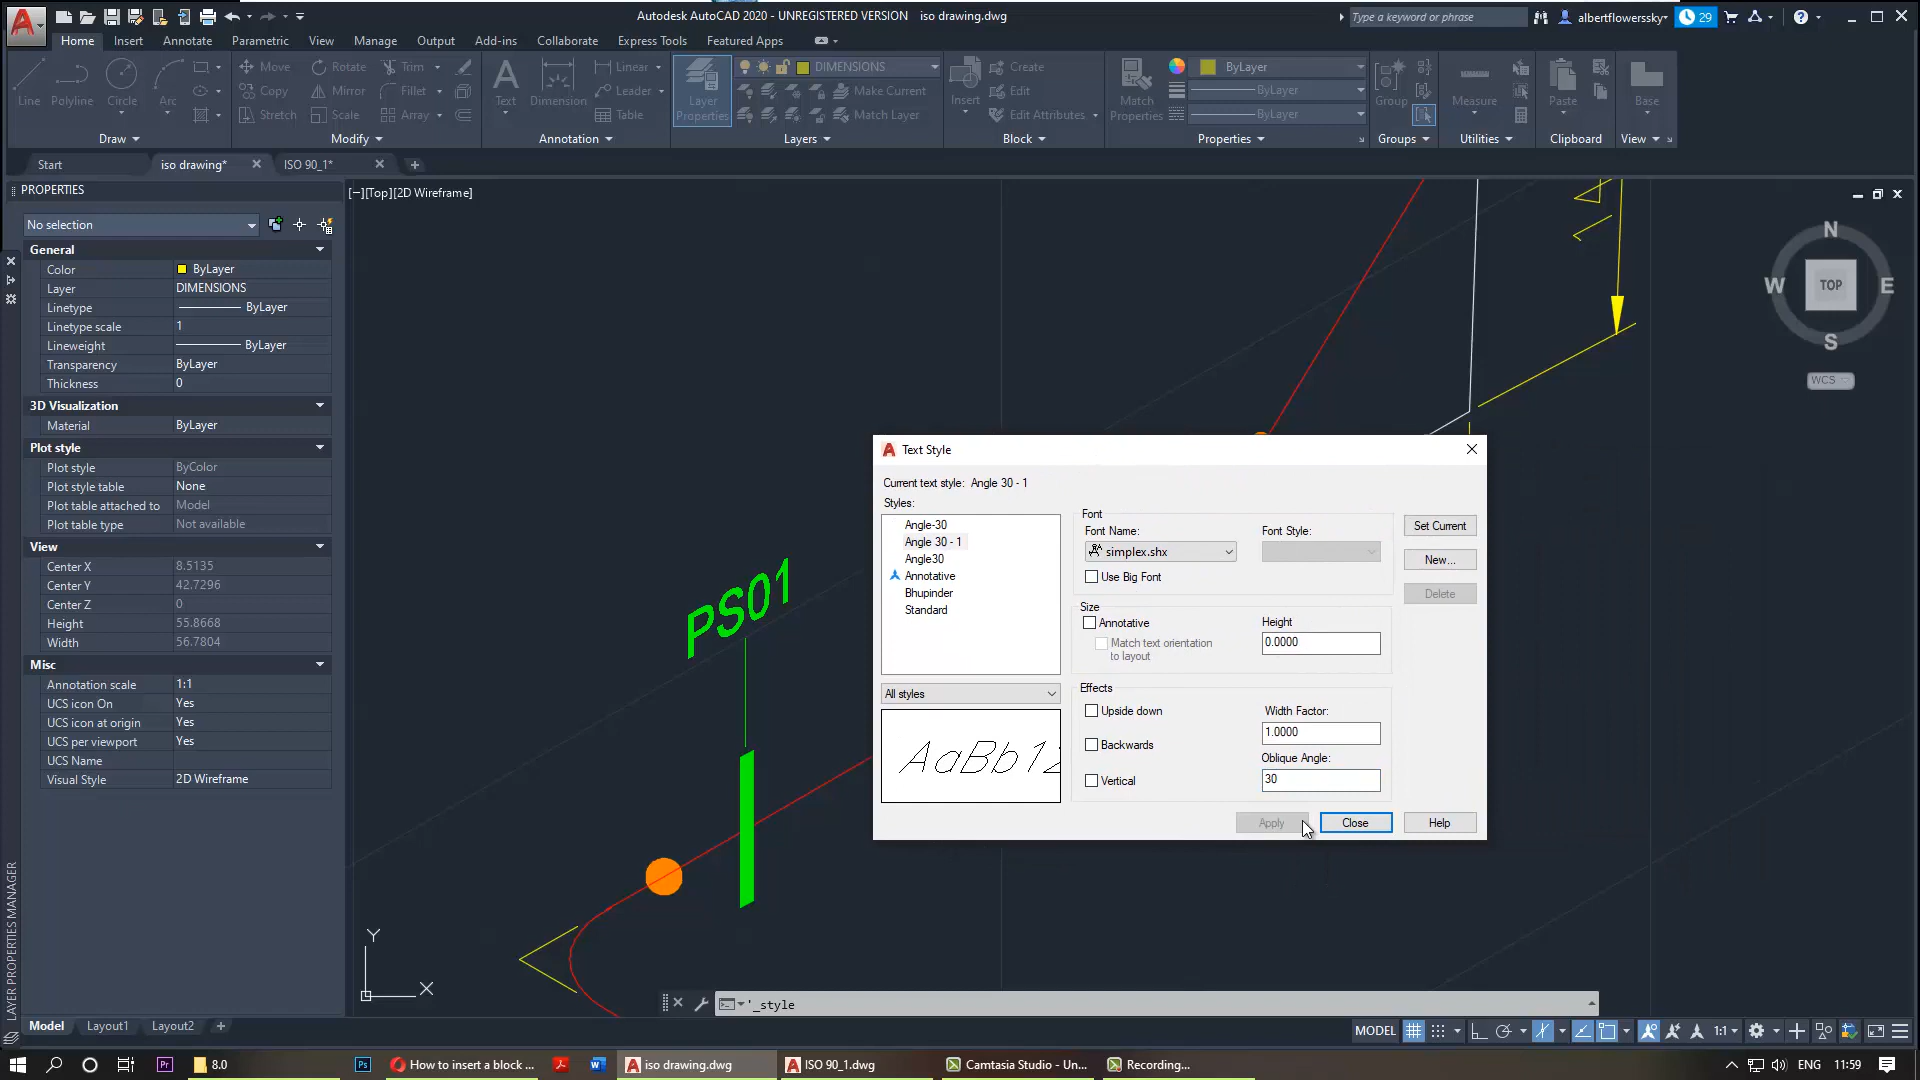 Autodesk AutoCAD 2020 - UNREGISTERED VERSION iso drawing.dwg
Type a keyword or phrase
albertflowerssky
29
Home Insert Annotate Parametric View Manage Output Add-ins Collaborate Express Tools Featured Apps
Line Polyline Circle Arc
Move Rotate Trim
Copy Mirror Fillet
Stretch Scale Array
Text Dimension
Linear
Leader
Table
Layer Properties
DIMENSIONS
Make Current
Match Layer
Insert
Create
Edit
Edit Attributes
Match Properties
ByLayer
ByLayer
ByLayer
Group Measure Paste Base
Draw Modify Annotation Layers Block Properties Groups Utilities Clipboard View
Start iso drawing* ISO 90_1*
PROPERTIES
[−][Top][2D Wireframe]
No selection
General
Color ByLayer
Layer DIMENSIONS
Linetype ByLayer
Linetype scale 1
Lineweight ByLayer
Transparency ByLayer
Thickness 0
3D Visualization
Material ByLayer
Plot style
Plot style ByColor
Plot style table None
Plot table attached to Model
Plot table type Not available
View
Center X 8.5135
Center Y 42.7296
Center Z 0
Height 55.8668
Width 56.7804
Misc
Annotation scale 1:1
UCS icon On Yes
UCS icon at origin Yes
UCS per viewport Yes
UCS Name
Visual Style 2D Wireframe
LAYER PROPERTIES MANAGER
N
W TOP E
S
WCS
PS01
Y
X
Text Style
Current text style: Angle 30 - 1
Styles:
Angle-30
Angle 30 - 1
Angle30
Annotative
Bhupinder
Standard
All styles
AaBb12
Font
Font Name: Font Style:
simplex.shx
Use Big Font
Size
Annotative
Match text orientation
to layout
Height
0.0000
Effects
Upside down
Backwards
Vertical
Width Factor:
1.0000
Oblique Angle:
30
Set Current
New...
Delete
Apply Close Help
'_style
Model Layout1 Layout2
MODEL 1:1
8.0
How to insert a block ...
iso drawing.dwg
ISO 90_1.dwg
Camtasia Studio - Un...
Recording...
ENG 11:59